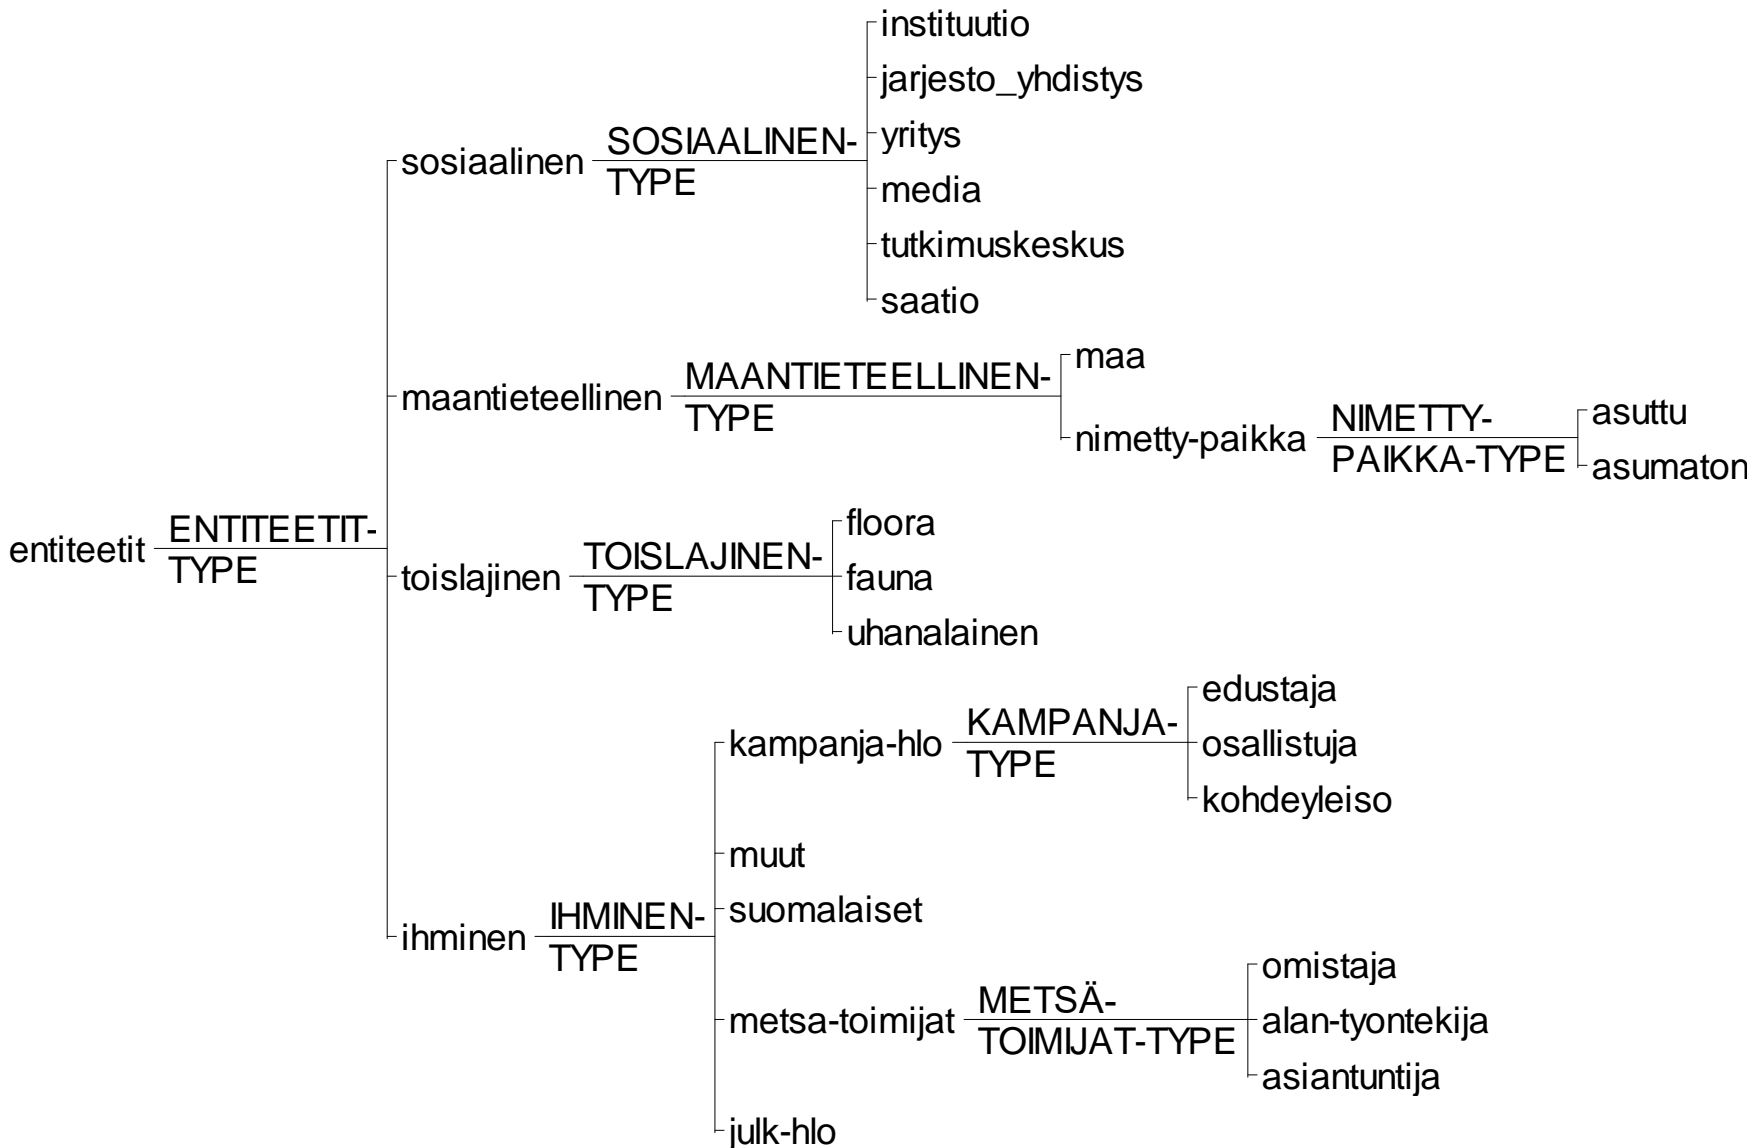 instituutio
jarjesto_yhdistys
yritys
sosiaalinen
SOSIAALINEN-
TYPE
media
tutkimuskeskus
saatio
maa
maantieteellinen
MAANTIETEELLINEN-
TYPE
nimetty-paikka
NIMETTY-
PAIKKA-TYPE
asuttu
asumaton
entiteetit
ENTITEETIT-
TYPE
floora
toislajinen
TOISLAJINEN-
TYPE
fauna
uhanalainen
edustaja
kampanja-hlo
KAMPANJA-
TYPE
osallistuja
kohdeyleiso
muut
suomalaiset
ihminen
IHMINEN-
TYPE
omistaja
metsa-toimijat
METSÄ-
TOIMIJAT-TYPE
alan-tyontekija
asiantuntija
julk-hlo